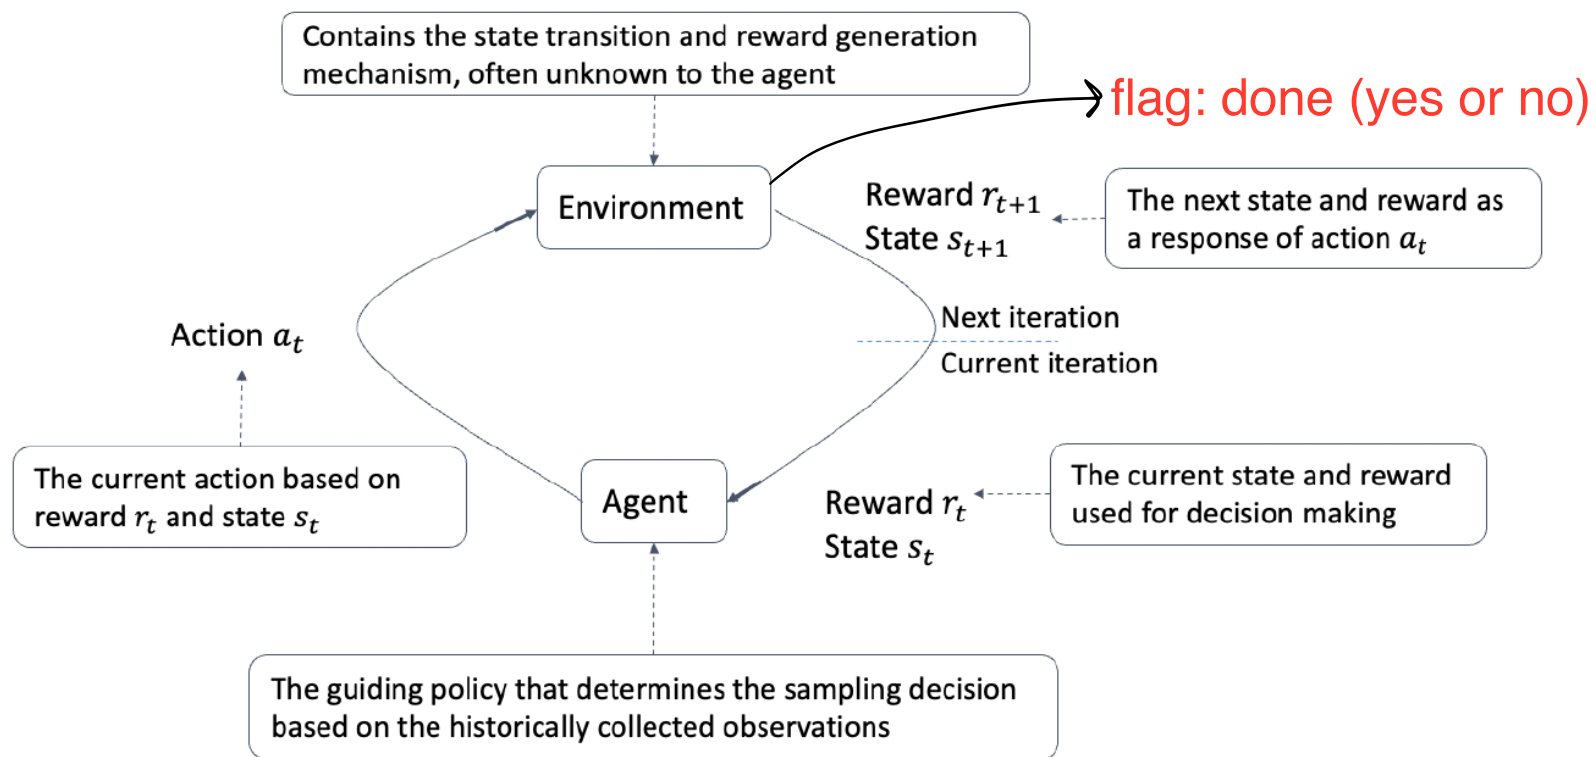 Contains the state transition and reward generation
mechanism, often unknown to the agent
flag: done (yes or no)
Environment
Reward r_{t+1}
State s_{t+1}
The next state and reward as
a response of action a_t
Next iteration
Current iteration
Action a_t
The current action based on
reward r_t and state s_t
Agent
Reward r_t
State s_t
The current state and reward
used for decision making
The guiding policy that determines the sampling decision
based on the historically collected observations